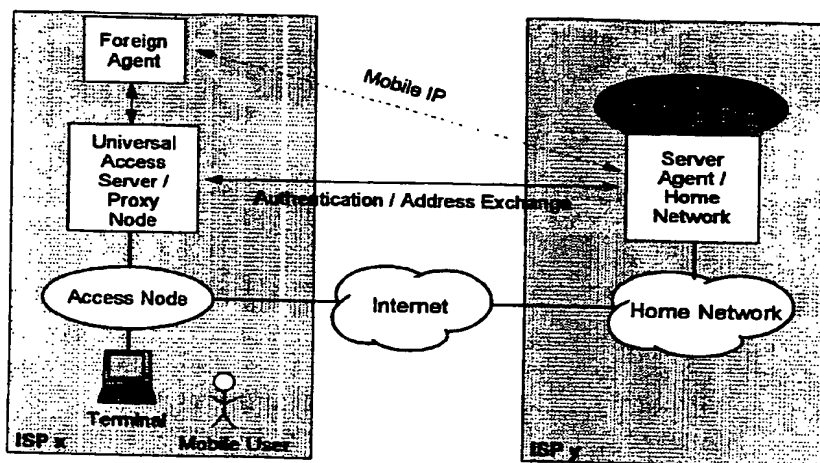 Foreign
Agent
Mobile IP
Universal
Access
Server /
Proxy
Node
Server
Agent /
Home
Network
Authentication / Address Exchange
Access Node
Internet
Home Network
Terminal
Mobile User
ISP x
ISP y